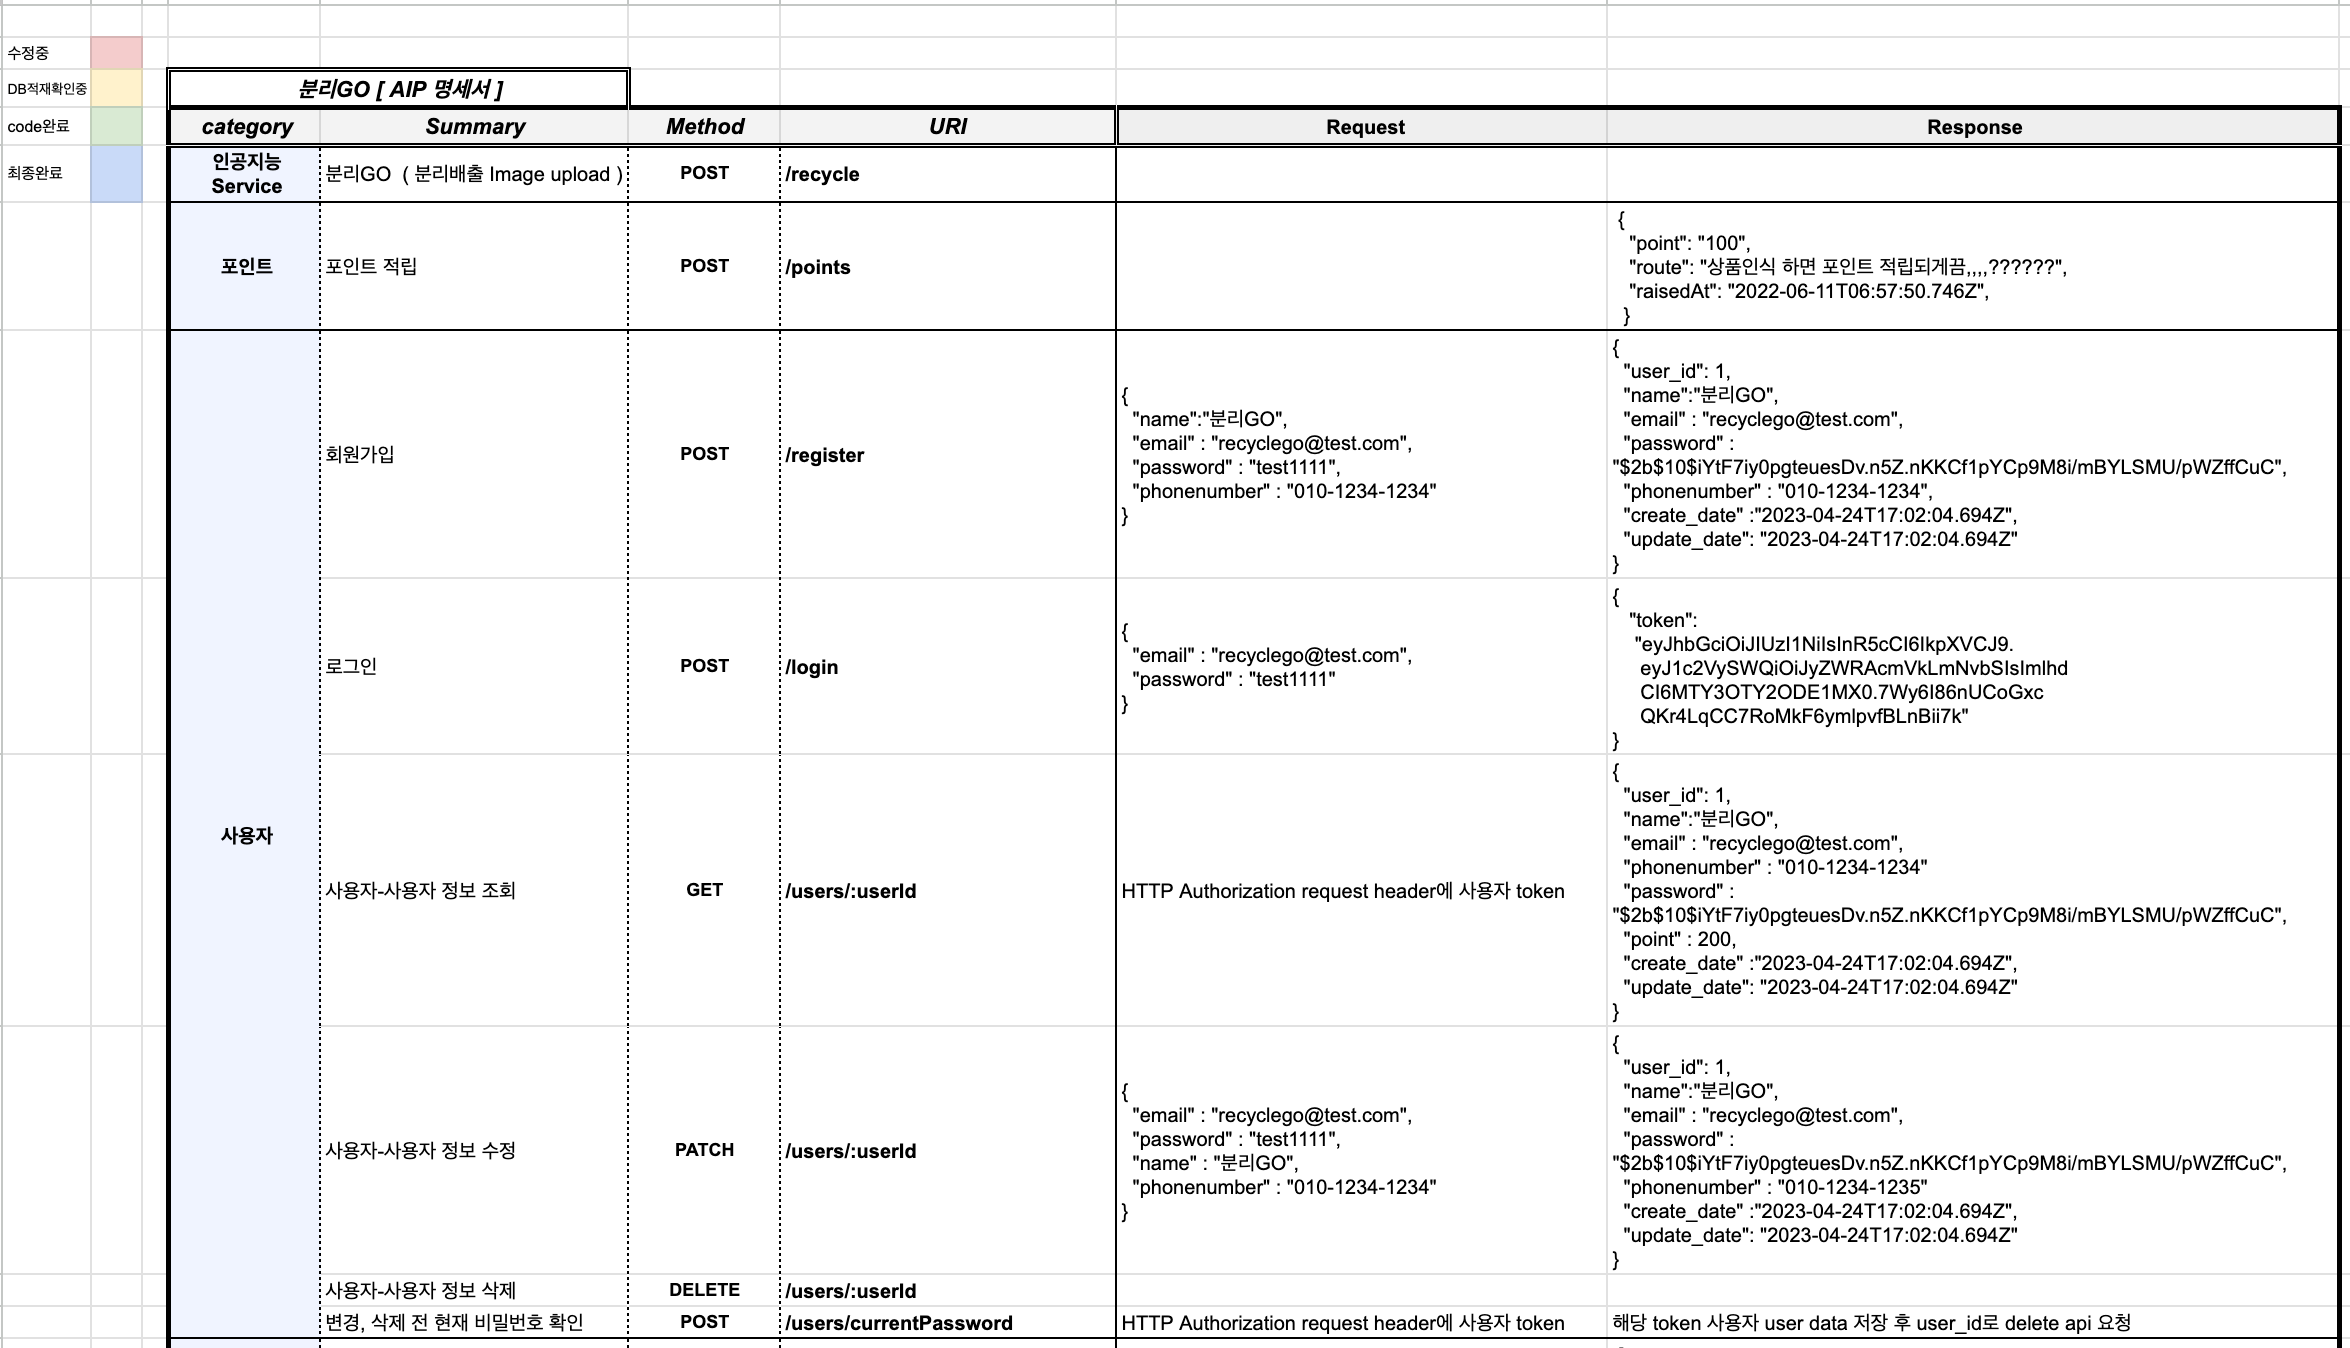 수정중
DB적재확인중
code완료
최종완료
분리GO [ AIP 명세서 ]
category Summary Method URI Request Response
인공지능
Service
분리GO ( 분리배출 Image upload )
POST
/recycle
포인트
포인트 적립
POST
/points
{
"point": "100",
"route": "상품인식 하면 포인트 적립되게끔,,,,??????",
"raisedAt": "2022-06-11T06:57:50.746Z",
}
사용자
회원가입
POST
/register
{
"name":"분리GO",
"email" : "recyclego@test.com",
"password" : "test1111",
"phonenumber" : "010-1234-1234"
}
{
"user_id": 1,
"name":"분리GO",
"email" : "recyclego@test.com",
"password" :
"$2b$10$iYtF7iy0pgteuesDv.n5Z.nKKCf1pYCp9M8i/mBYLSMU/pWZffCuC",
"phonenumber" : "010-1234-1234",
"create_date" :"2023-04-24T17:02:04.694Z",
"update_date": "2023-04-24T17:02:04.694Z"
}
로그인
POST
/login
{
"email" : "recyclego@test.com",
"password" : "test1111"
}
{
"token":
"eyJhbGciOiJIUzI1NiIsInR5cCI6IkpXVCJ9.
eyJ1c2VySWQiOiJyZWRAcmVkLmNvbSIsImlhd
CI6MTY3OTY2ODE1MX0.7Wy6I86nUCoGxc
QKr4LqCC7RoMkF6ymlpvfBLnBii7k"
}
사용자-사용자 정보 조회
GET
/users/:userId
HTTP Authorization request header에 사용자 token
{
"user_id": 1,
"name":"분리GO",
"email" : "recyclego@test.com",
"phonenumber" : "010-1234-1234"
"password" :
"$2b$10$iYtF7iy0pgteuesDv.n5Z.nKKCf1pYCp9M8i/mBYLSMU/pWZffCuC",
"point" : 200,
"create_date" :"2023-04-24T17:02:04.694Z",
"update_date": "2023-04-24T17:02:04.694Z"
}
사용자-사용자 정보 수정
PATCH
/users/:userId
{
"email" : "recyclego@test.com",
"password" : "test1111",
"name" : "분리GO",
"phonenumber" : "010-1234-1234"
}
{
"user_id": 1,
"name":"분리GO",
"email" : "recyclego@test.com",
"password" :
"$2b$10$iYtF7iy0pgteuesDv.n5Z.nKKCf1pYCp9M8i/mBYLSMU/pWZffCuC",
"phonenumber" : "010-1234-1235"
"create_date" :"2023-04-24T17:02:04.694Z",
"update_date": "2023-04-24T17:02:04.694Z"
}
사용자-사용자 정보 삭제
DELETE
/users/:userId
변경, 삭제 전 현재 비밀번호 확인
POST
/users/currentPassword
HTTP Authorization request header에 사용자 token
해당 token 사용자 user data 저장 후 user_id로 delete api 요청